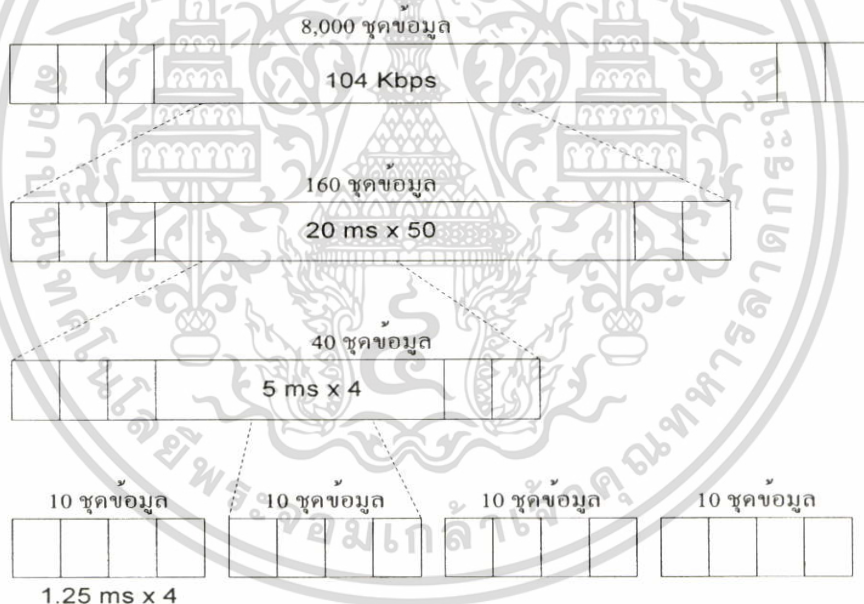 8,000 ชุดข้อมูล
104 Kbps
160 ชุดข้อมูล
20 ms x 50
40 ชุดข้อมูล
5 ms x 4
10 ชุดข้อมูล 10 ชุดข้อมูล 10 ชุดข้อมูล 10 ชุดข้อมูล
1.25 ms x 4